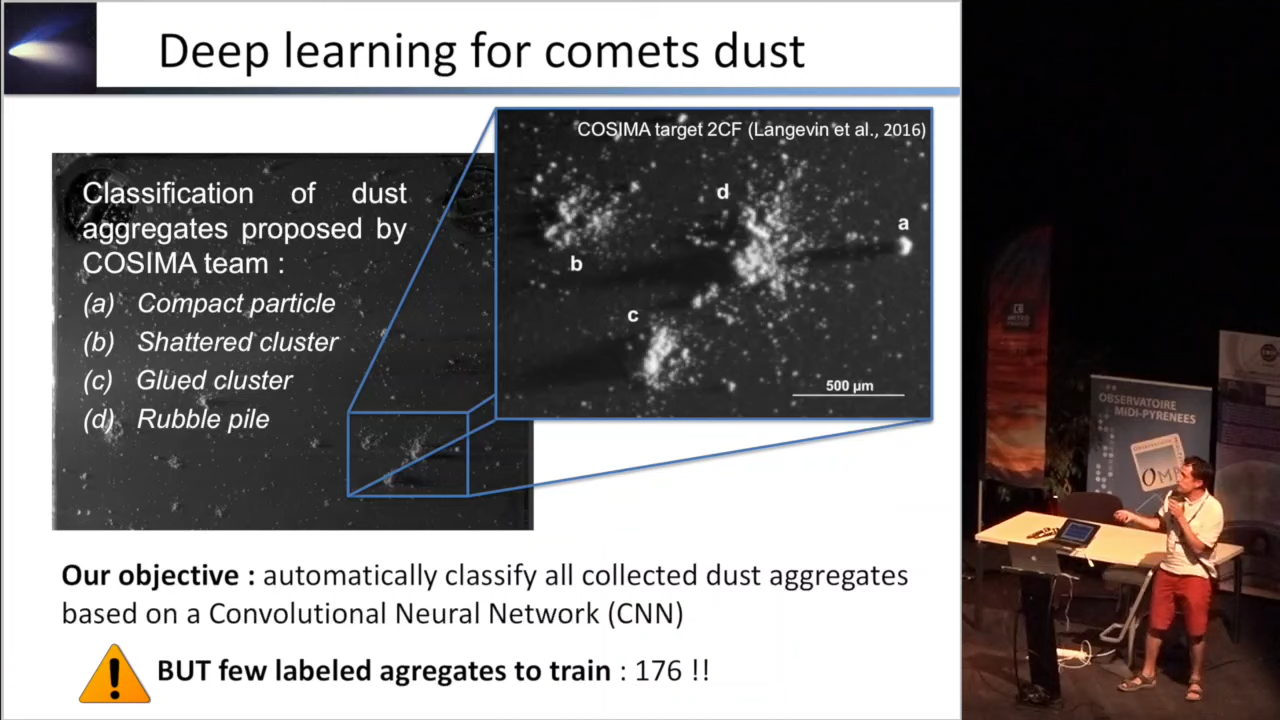 Deep learning for comets dust
COSIMA target 2CF (Langevin et al., 2016)
Classification of dust
aggregates proposed by
COSIMA team :
(a) Compact particle
(b) Shattered cluster
(c) Glued cluster
(d) Rubble pile
d
a
b
c
500 µm
Our objective : automatically classify all collected dust aggregates
based on a Convolutional Neural Network (CNN)
BUT few labeled agregates to train : 176 !!
OBSERVATOIRE
MIDI-PYRENEES